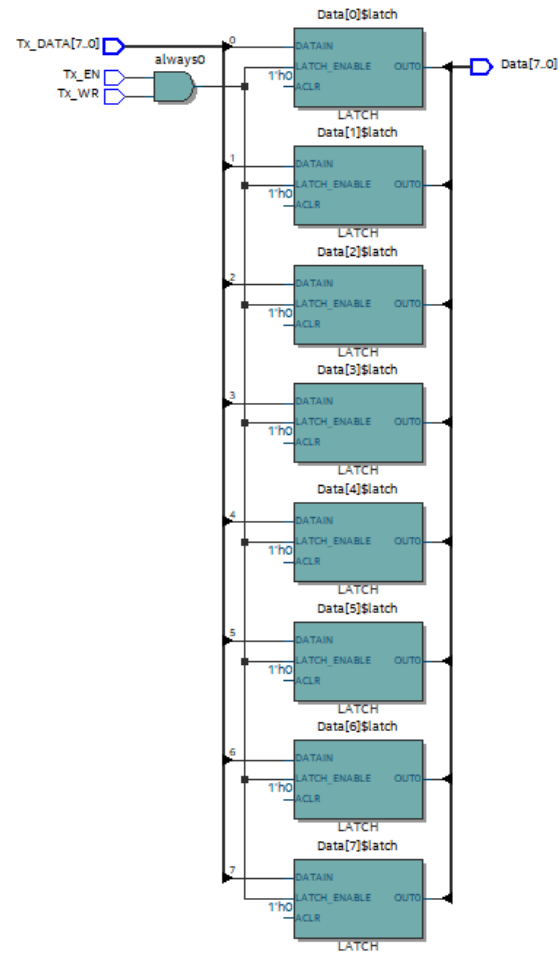 Data[0]$latch
Tx_DATA[7..0]
0
DATAIN
always0
Tx_EN
LATCH_ENABLE
OUT0
Data[7..0]
1'h0
ACLR
Tx_WR
LATCH
Data[1]$latch
1
DATAIN
LATCH_ENABLE
OUT0
1'h0
ACLR
LATCH
Data[2]$latch
2
DATAIN
LATCH_ENABLE
OUT0
1'h0
ACLR
LATCH
Data[3]$latch
3
DATAIN
LATCH_ENABLE
OUT0
1'h0
ACLR
LATCH
Data[4]$latch
4
DATAIN
LATCH_ENABLE
OUT0
1'h0
ACLR
LATCH
Data[5]$latch
5
DATAIN
LATCH_ENABLE
OUT0
1'h0
ACLR
LATCH
Data[6]$latch
6
DATAIN
LATCH_ENABLE
OUT0
1'h0
ACLR
LATCH
Data[7]$latch
7
DATAIN
LATCH_ENABLE
OUT0
1'h0
ACLR
LATCH